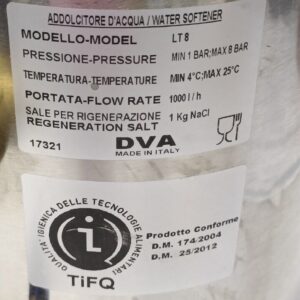 ADDOLCITORE D'ACQUA / WATER SOFTENER
MODELLO-MODEL LT 8
PRESSIONE-PRESSURE MIN 1 BAR; MAX 8 BAR
TEMPERATURA-TEMPERATURE MIN 4°C; MAX 25°C
PORTATA-FLOW RATE 1000 l / h
SALE PER RIGENERAZIONE
REGENERATION SALT 1 Kg NaCl
17321 DVA
MADE IN ITALY
QUALITA' IGIENICA DELLE TECNOLOGIE ALIMENTARI
TiFQ
Prodotto Conforme
D.M. 174/2004
D.M. 25/2012